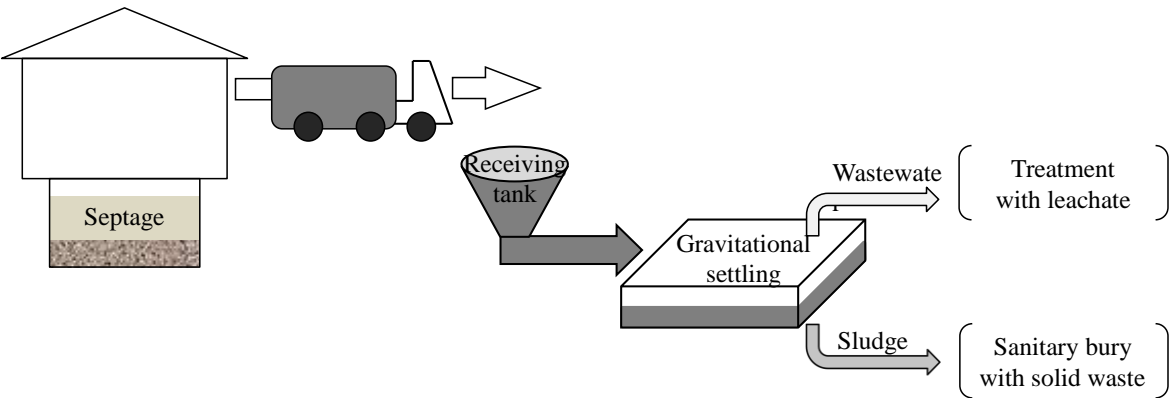 Septage
Receiving
tank
Gravitational
settling
Wastewate
Treatment
with leachate
Sludge
Sanitary bury
with solid waste